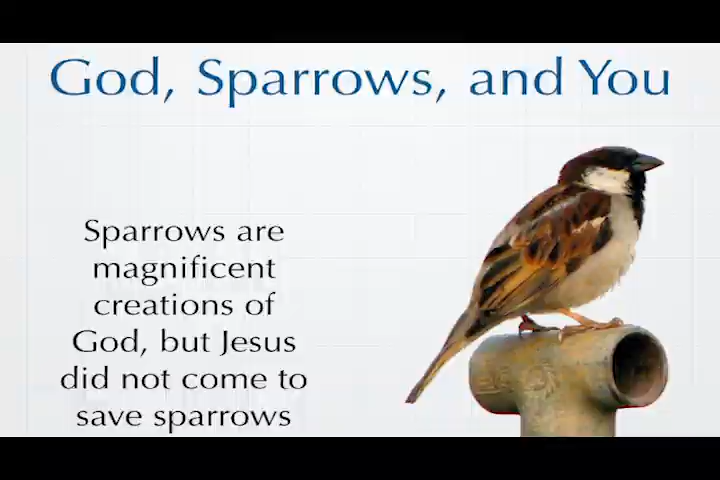 God, Sparrows, and You
Sparrows are
magnificent
creations of
God, but Jesus
did not come to
save sparrows